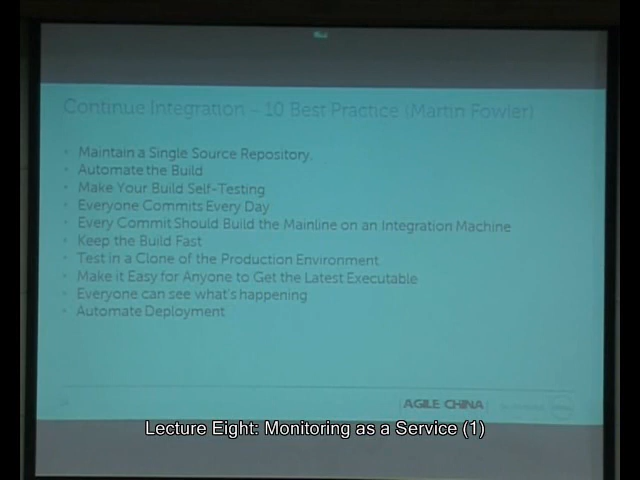 Continue Integration – 10 Best Practice (Martin Fowler)
• Maintain a Single Source Repository.
• Automate the Build
• Make Your Build Self-Testing
• Everyone Commits Every Day
• Every Commit Should Build the Mainline on an Integration Machine
• Keep the Build Fast
• Test in a Clone of the Production Environment
• Make it Easy for Anyone to Get the Latest Executable
• Everyone can see what's happening
• Automate Deployment
AGILE CHINA
Lecture Eight: Monitoring as a Service (1)